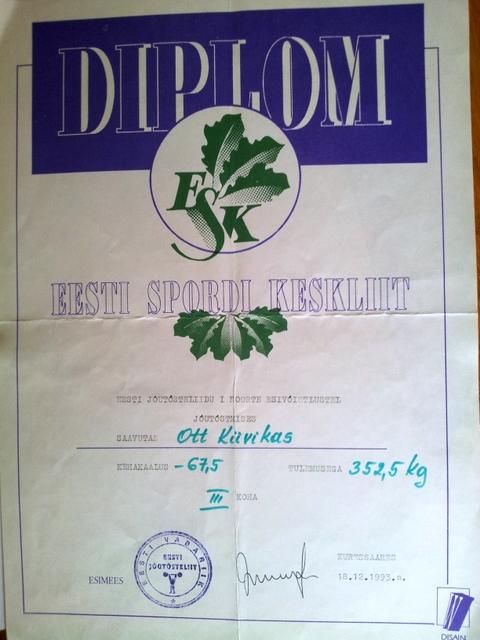 DIPLOM
ESK
EESTI SPORDI KESKLIIT
EESTI JÕUTÕSTELIIDU I NOORTE ESIVÕISTLUSTEL
JÕUTÕSTMISES
SAAVUTAS Ott Kiivikas
KEHAKAALUS -67,5 TULEMUSEGA 352,5 kg
III KOHA
EESTI VABARIIK
EESTI
JÕUTÕSTELIIT
ESIMEES
KURESSAARES
18.12.1993.a.
DISAIN